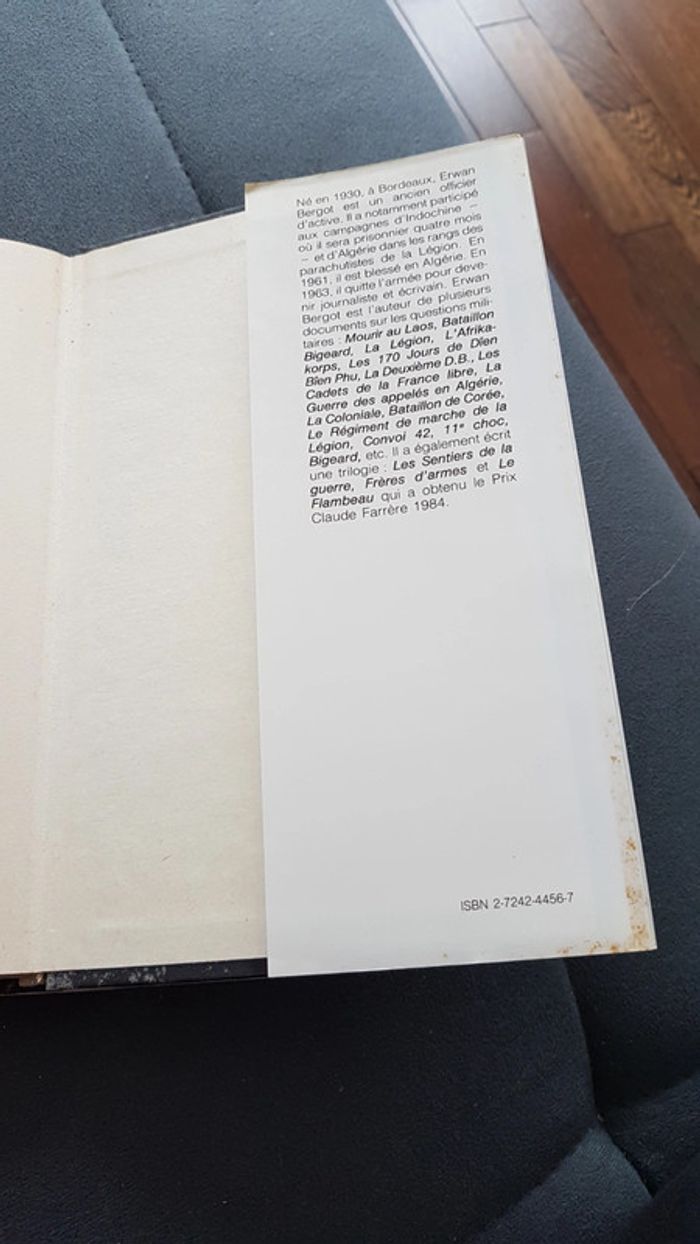 Né en 1930, à Bordeaux, Erwan
Bergot est un ancien officier
d'active. Il a notamment participé
aux campagnes d'Indochine –
où il sera prisonnier quatre mois
– et d'Algérie dans les rangs des
parachutistes de la Légion. En
1961, il est blessé en Algérie. En
1963, il quitte l'armée pour deve-
nir journaliste et écrivain. Erwan
Bergot est l'auteur de plusieurs
documents sur les questions mili-
taires : Mourir au Laos, Bataillon
Bigeard, La Légion, L'Afrika-
korps, Les 170 Jours de Dien
Bien Phu, La Deuxième D.B., Les
Cadets de la France libre, La
Guerre des appelés en Algérie,
La Coloniale, Bataillon de Corée,
Le Régiment de marche de la
Légion, Convoi 42, 11e choc,
Bigeard, etc. Il a également écrit
une trilogie : Les Sentiers de la
guerre, Frères d'armes et Le
Flambeau qui a obtenu le Prix
Claude Farrère 1984.
ISBN 2-7242-4456-7